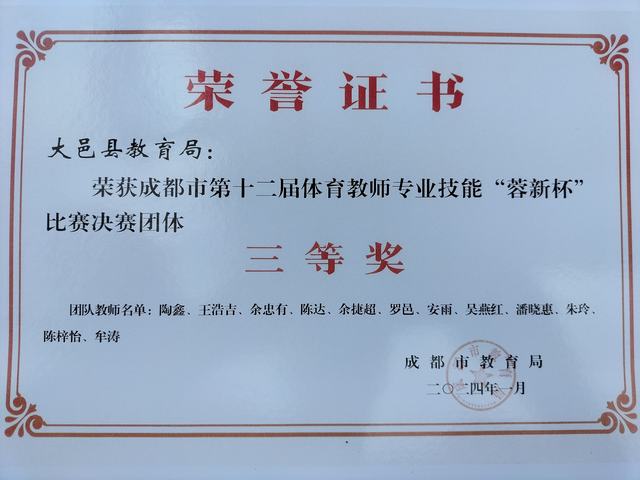 荣誉证书
大邑县教育局：
荣获成都市第十二届体育教师专业技能“蓉新杯”
比赛决赛团体
三等奖
团队教师名单：陶鑫、王浩吉、余忠有、陈达、余捷超、罗邑、安雨、吴燕红、潘晓惠、朱玲、
陈梓怡、牟涛
成都市教育局
二〇二四年一月